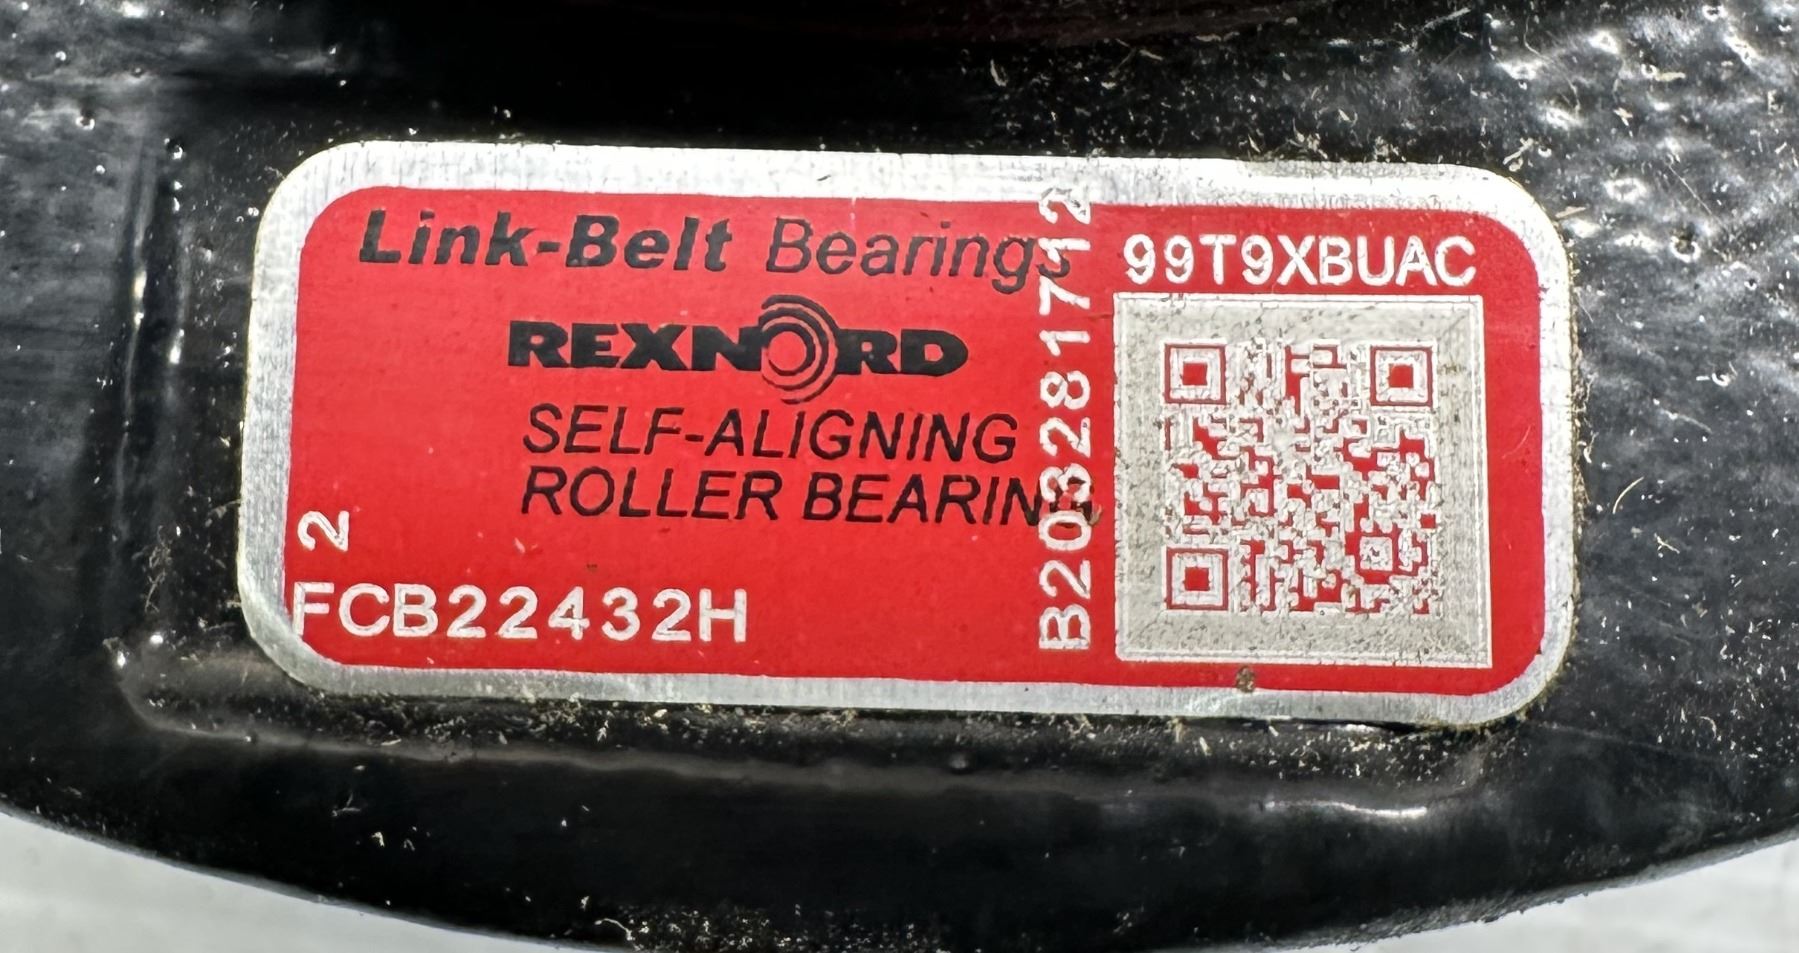 Link-Belt Bearings
REXNORD
SELF-ALIGNING
ROLLER BEARING
2
FCB22432H
B203281712
99T9XBUAC